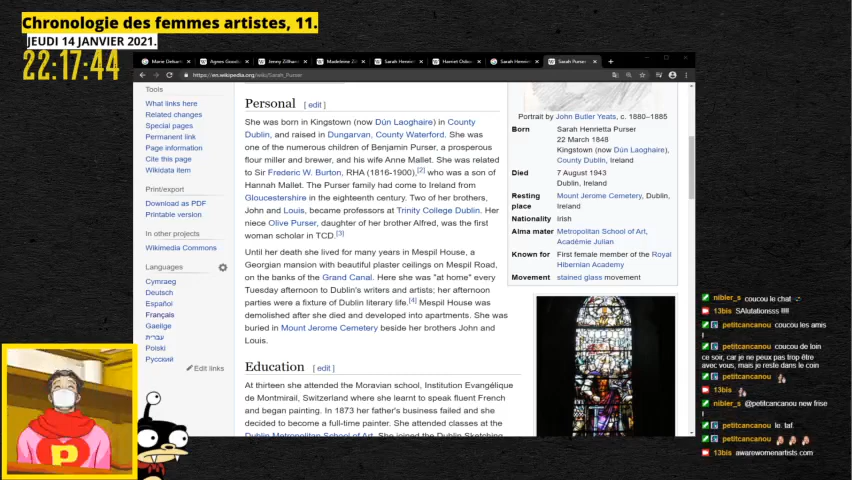 Chronologie des femmes artistes, 11.
JEUDI 14 JANVIER 2021.
22:17:44
Sarah Purser
https://en.wikipedia.org/wiki/Sarah_Purser
Tools
What links here
Related changes
Special pages
Permanent link
Page information
Cite this page
Wikidata item
Print/export
Download as PDF
Printable version
In other projects
Wikimedia Commons
Languages
Cymraeg
Deutsch
Español
Français
Gaeilge
עברית
Polski
Русский
Edit links
Personal [ edit ]
She was born in Kingstown (now Dún Laoghaire) in County
Dublin, and raised in Dungarvan, County Waterford. She was
one of the numerous children of Benjamin Purser, a prosperous
flour miller and brewer, and his wife Anne Mallet. She was related
to Sir Frederic W. Burton, RHA (1816-1900),[2] who was a son of
Hannah Mallet. The Purser family had come to Ireland from
Gloucestershire in the eighteenth century. Two of her brothers,
John and Louis, became professors at Trinity College Dublin. Her
niece Olive Purser, daughter of her brother Alfred, was the first
woman scholar in TCD.[3]
Until her death she lived for many years in Mespil House, a
Georgian mansion with beautiful plaster ceilings on Mespil Road,
on the banks of the Grand Canal. Here she was "at home" every
Tuesday afternoon to Dublin's writers and artists; her afternoon
parties were a fixture of Dublin literary life.[4] Mespil House was
demolished after she died and developed into apartments. She was
buried in Mount Jerome Cemetery beside her brothers John and
Louis.
Education [ edit ]
At thirteen she attended the Moravian school, Institution Evangélique
de Montmirail, Switzerland where she learnt to speak fluent French
and began painting. In 1873 her father's business failed and she
decided to become a full-time painter. She attended classes at the
Dublin Metropolitan School of Art. She joined the Dublin Sketching
Portrait by John Butler Yeats, c. 1880–1885
Born Sarah Henrietta Purser
22 March 1848
Kingstown (now Dún Laoghaire),
County Dublin, Ireland
Died 7 August 1943
Dublin, Ireland
Resting Mount Jerome Cemetery, Dublin,
place Ireland
Nationality Irish
Alma mater Metropolitan School of Art,
Académie Julian
Known for First female member of the Royal
Hibernian Academy
Movement stained glass movement
nibler_s coucou le chat
13bis SAlutationsss !!!!
petitcancanou coucou les amis
!
petitcancanou coucou de loin
ce soir, car je ne peux pas trop être
avec vous, mais je reste dans le coin
petitcancanou
13bis
nibler_s @petitcancanou new frise
!
petitcancanou le. taf.
petitcancanou
13bis awarewomenartists.com
P